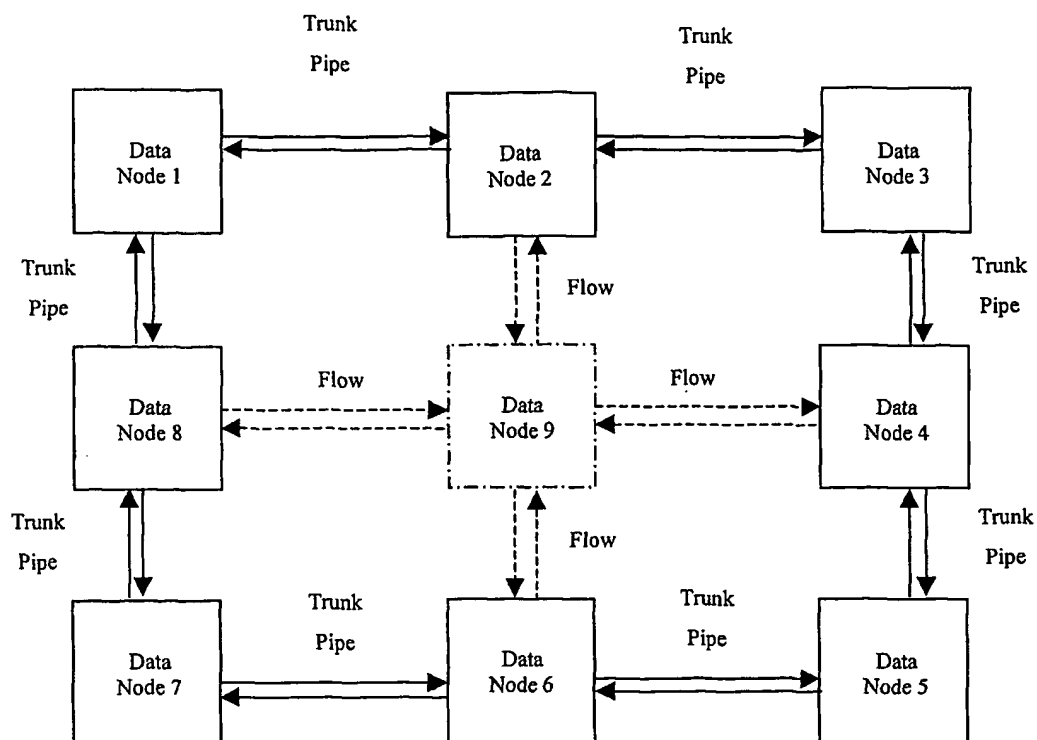 Trunk
Pipe
Trunk
Pipe
Data
Node 1
Data
Node 2
Data
Node 3
Trunk
Pipe
Flow
Trunk
Pipe
Data
Node 8
Flow
Data
Node 9
Flow
Data
Node 4
Trunk
Pipe
Flow
Trunk
Pipe
Data
Node 7
Trunk
Pipe
Data
Node 6
Trunk
Pipe
Data
Node 5